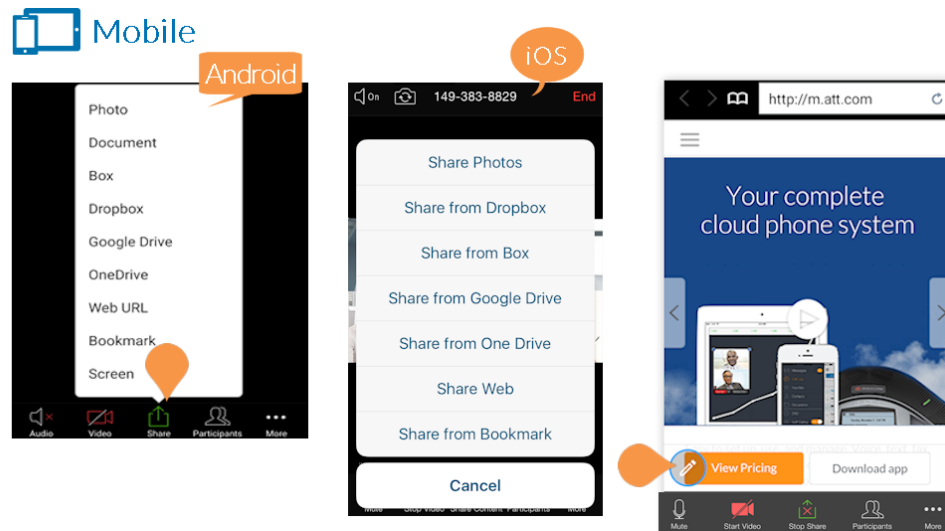 Mobile
Android
Photo
Document
Box
Dropbox
Google Drive
OneDrive
Web URL
Bookmark
Screen
Audio Video Share Participants More
iOS
On 149-383-8829 End
Share Photos
Share from Dropbox
Share from Box
Share from Google Drive
Share from One Drive
Share Web
Share from Bookmark
Cancel
Mute Stop Video Share Content Participants More
http://m.att.com
Your complete
cloud phone system
View Pricing Download app
Mute Start Video Stop Share Participants More